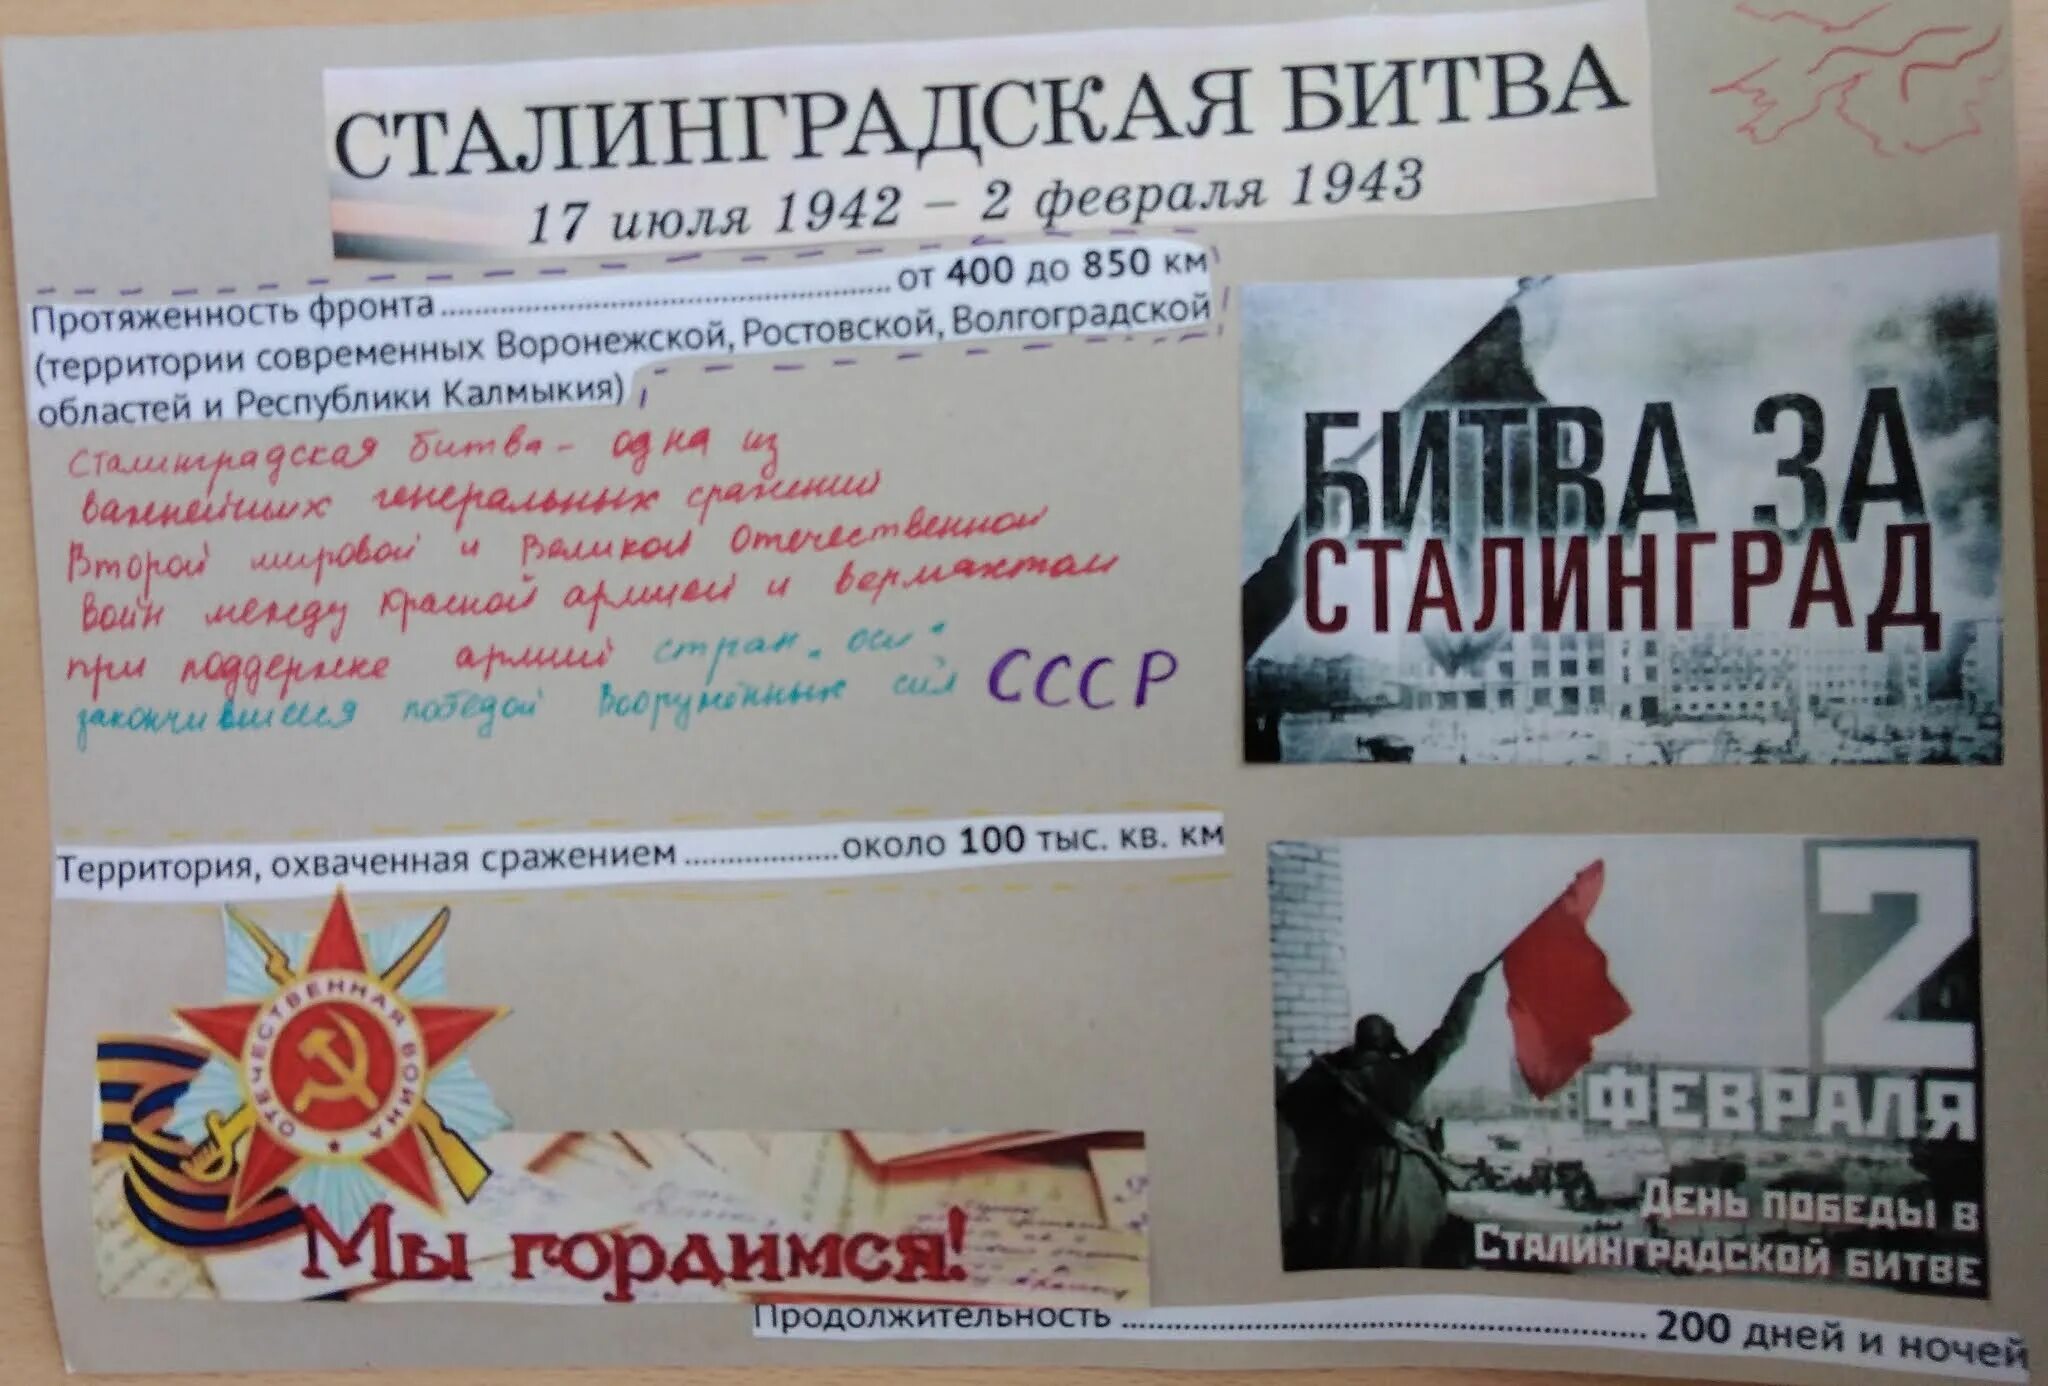 СТАЛИНГРАДСКАЯ БИТВА
17 июля 1942 – 2 февраля 1943
Протяженность фронта.......................................................от 400 до 850 км
(территории современных Воронежской, Ростовской, Волгоградской
областей и Республики Калмыкия)
Сталинградская битва - одна из
важнейших генеральных сражений
Второй мировой и Великой Отечественной
войн между Красной армией и вермахтом
при поддержке армий стран „оси"
закончившееся победой Вооружённых сил СССР
БИТВА ЗА
СТАЛИНГРАД
Территория, охваченная сражением...................около 100 тыс. кв. км
ОТЕЧЕСТВЕННАЯ ВОЙНА
Мы гордимся!
2
ФЕВРАЛЯ
ДЕНЬ ПОБЕДЫ В
СТАЛИНГРАДСКОЙ БИТВЕ
Продолжительность ................................................................. 200 дней и ночей